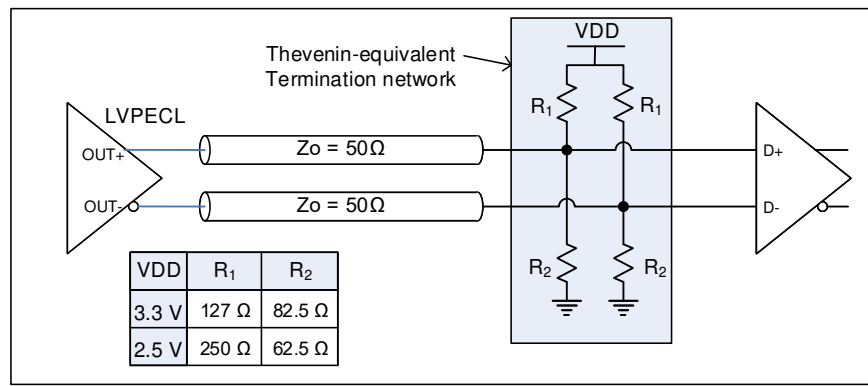 VDD
Thevenin-equivalent
Termination network
R₁ R₁
LVPECL
OUT+ Zo = 50Ω D+
OUT- Zo = 50Ω D-
R₂ R₂
VDD R₁ R₂
3.3 V 127 Ω 82.5 Ω
2.5 V 250 Ω 62.5 Ω